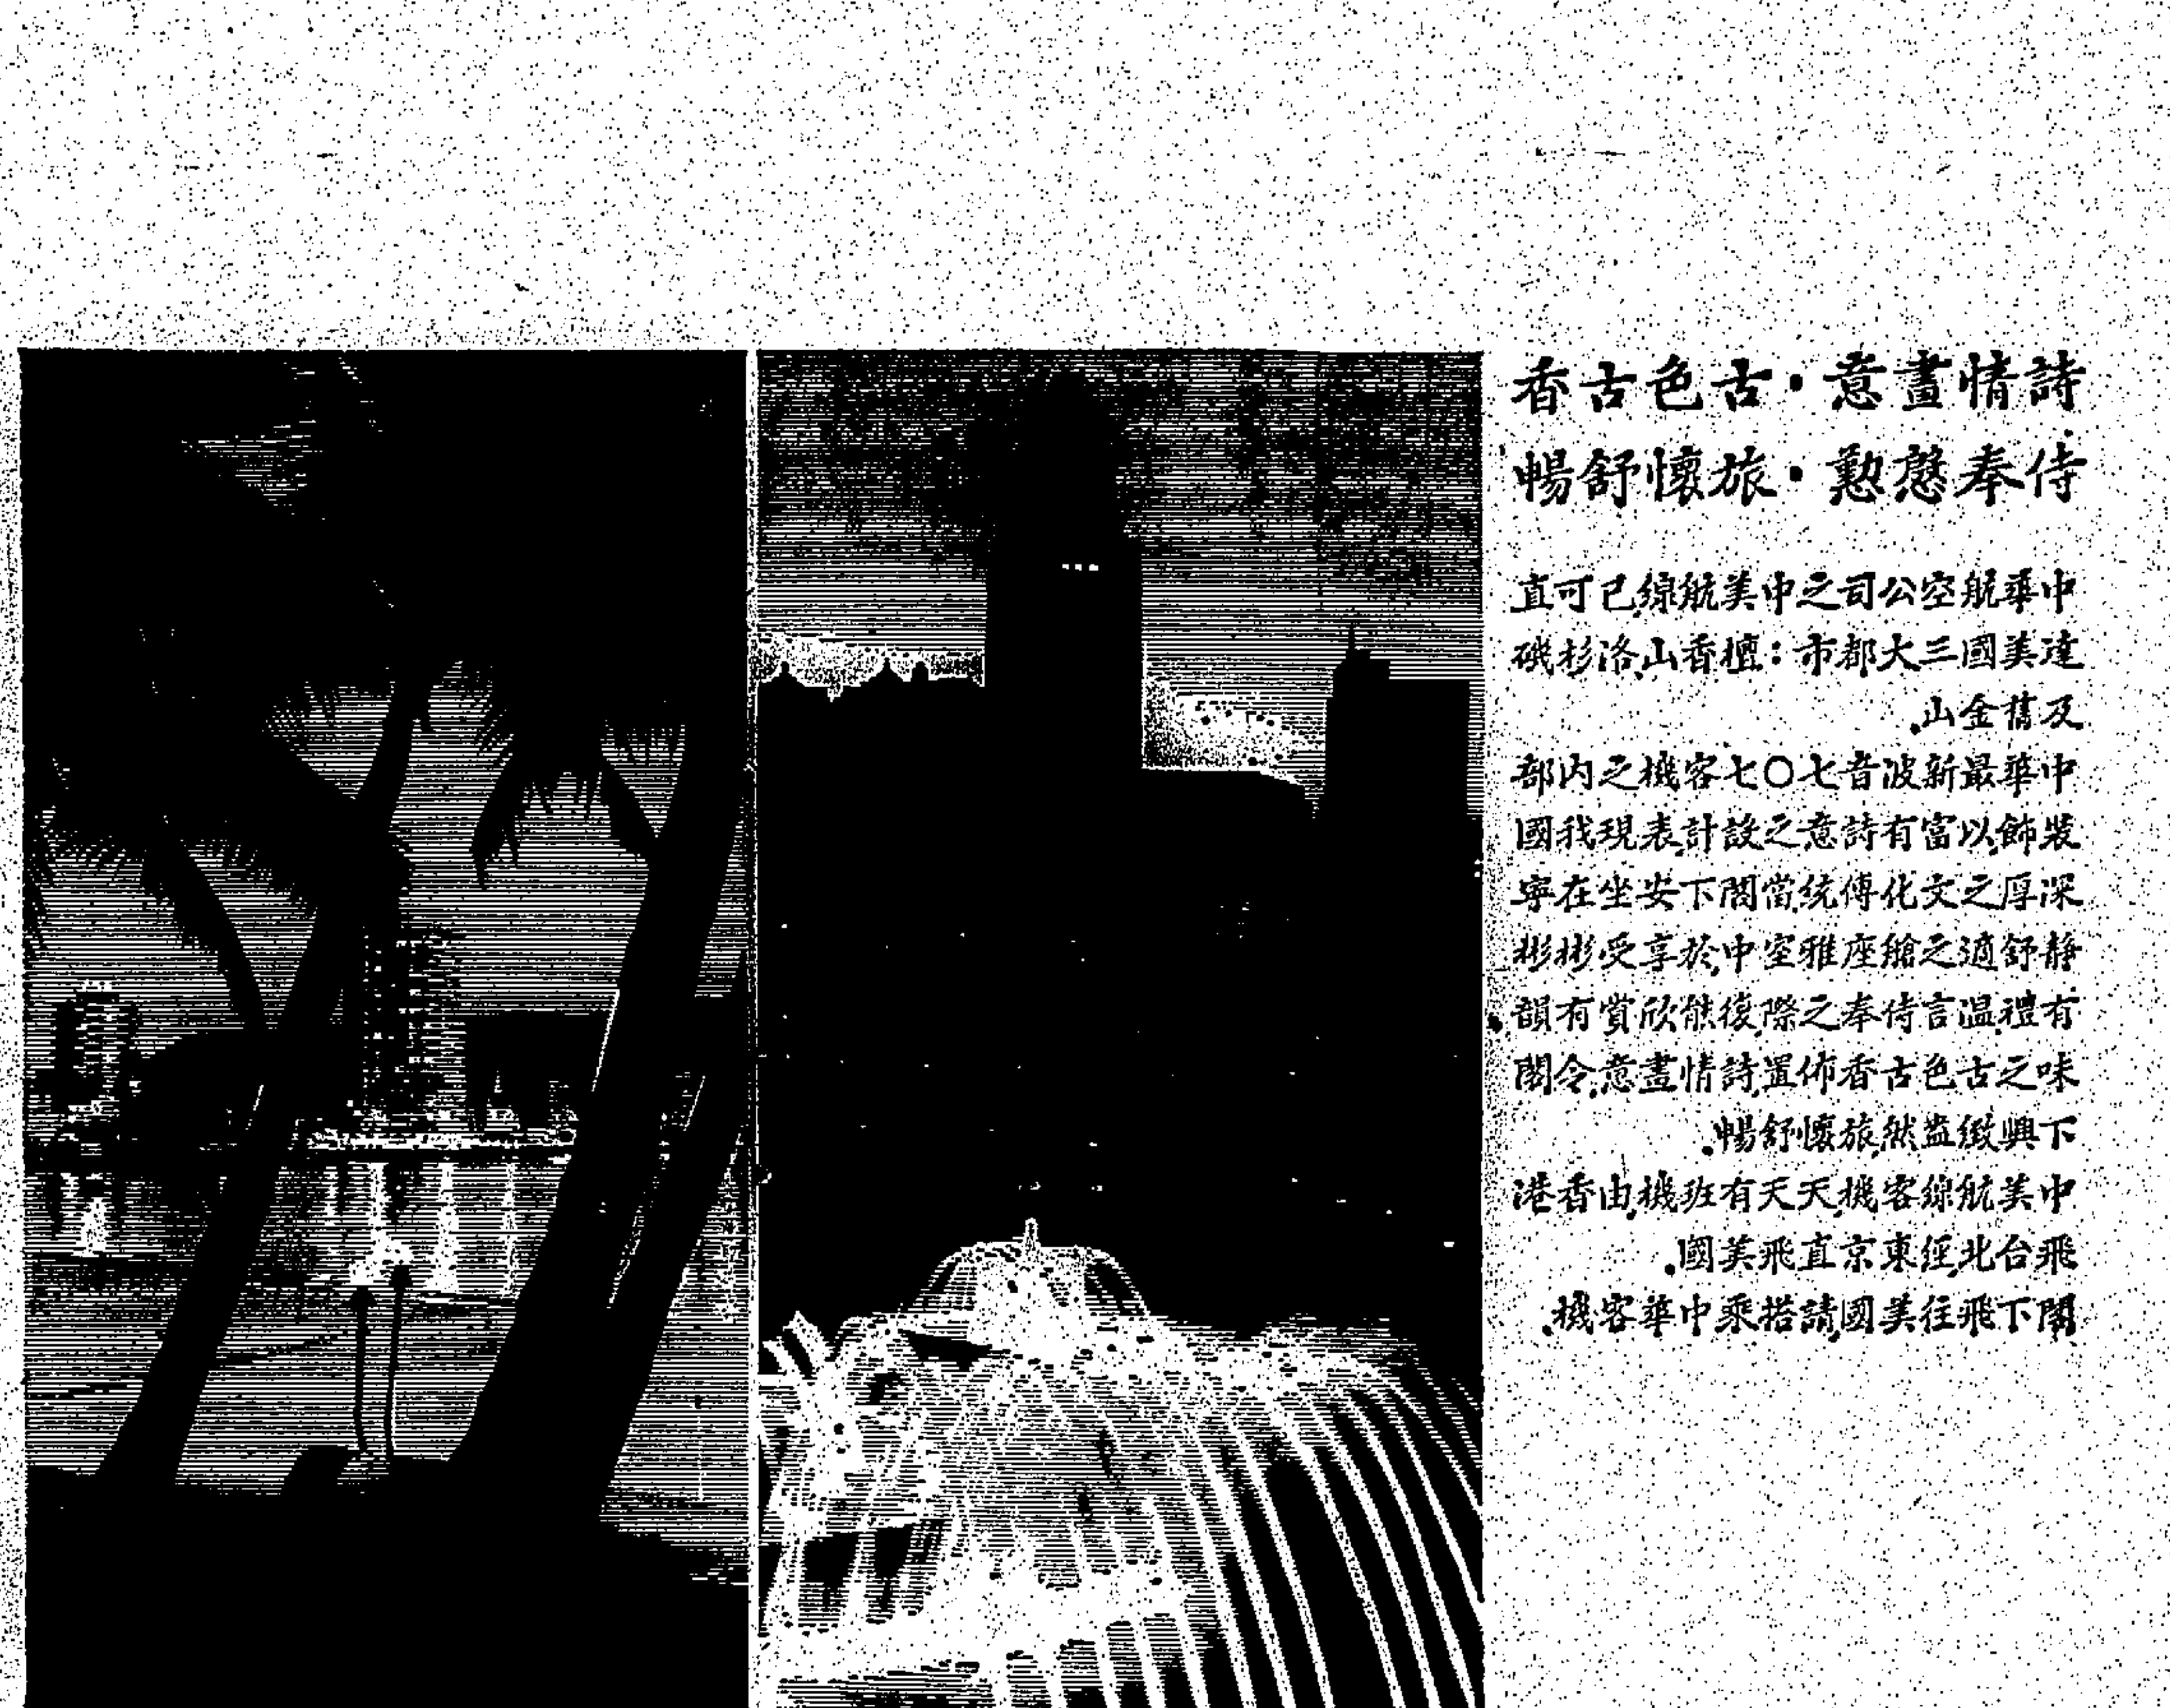 詩情畫意·古色古香
侍奉慇懃·旅懷舒暢
中華航空公司之中美航線,已可直
達美國三大都市:檀香山,洛杉磯
及舊金山.
中華最新波音七〇七客機之內部
裝飾,以富有詩意之設計,表現我國
深厚之文化傳統,當閣下安坐在寧
靜舒適之艙座雅室中,於享受彬彬
有禮,温言侍奉之際,復能欣賞有韻
味之古色古香佈置,詩情畫意,令閣
下興緻盎然,旅懷舒暢.
中美航線客機,天天有班機,由香港
飛台北,經東京直飛美國.
閣下飛往美國,請搭乘中華客機.